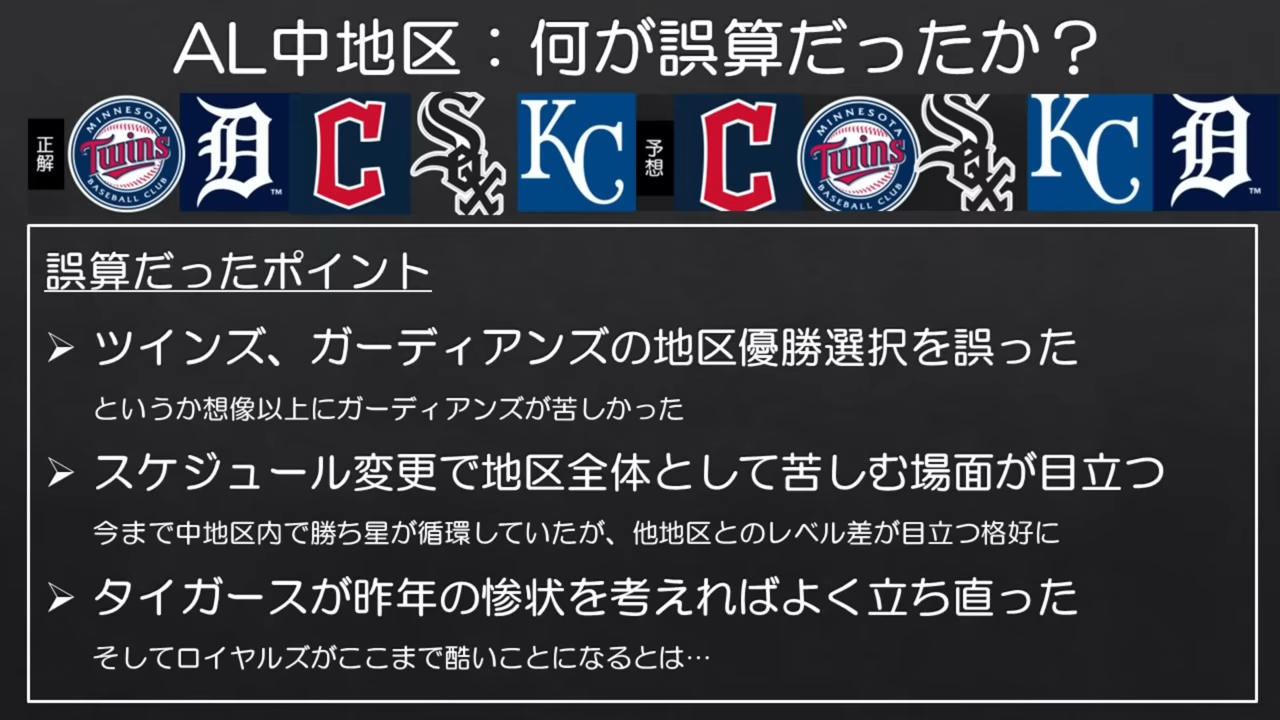 AL中地区：何が誤算だったか？
正解
MINNESOTA
Twins
BASEBALL CLUB
D
TM
C
Sox
KC
予想
C
MINNESOTA
Twins
BASEBALL CLUB
Sox
KC
D
TM
誤算だったポイント
➢ ツインズ、ガーディアンズの地区優勝選択を誤った
というか想像以上にガーディアンズが苦しかった
➢ スケジュール変更で地区全体として苦しむ場面が目立つ
今まで中地区内で勝ち星が循環していたが、他地区とのレベル差が目立つ格好に
➢ タイガースが昨年の惨状を考えればよく立ち直った
そしてロイヤルズがここまで酷いことになるとは…